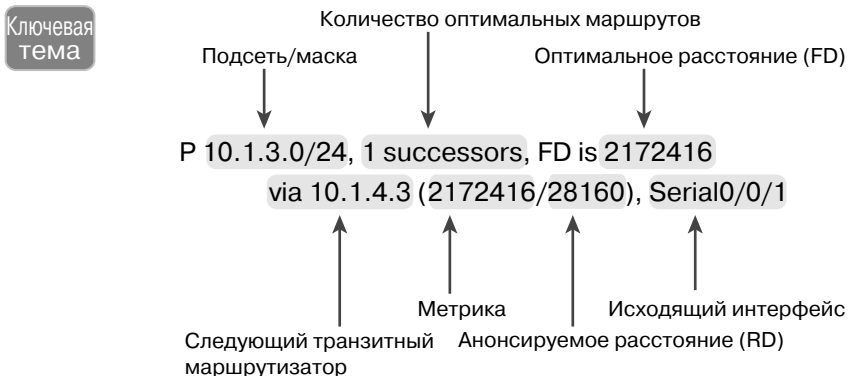 Ключевая
тема
Количество оптимальных маршрутов
Подсеть/маска
Оптимальное расстояние (FD)
P 10.1.3.0/24, 1 successors, FD is 2172416
via 10.1.4.3 (2172416/28160), Serial0/0/1
Метрика
Исходящий интерфейс
Следующий транзитный
маршрутизатор
Анонсируемое расстояние (RD)